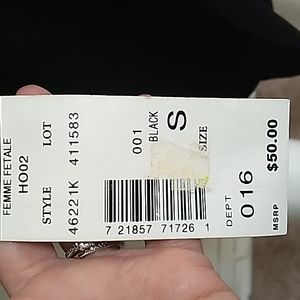 FEMME FETALE
HO02
STYLE LOT
46221K 411583
001
BLACK
S
SIZE
7 21857 71726 1
DEPT
016
$50.00
MSRP